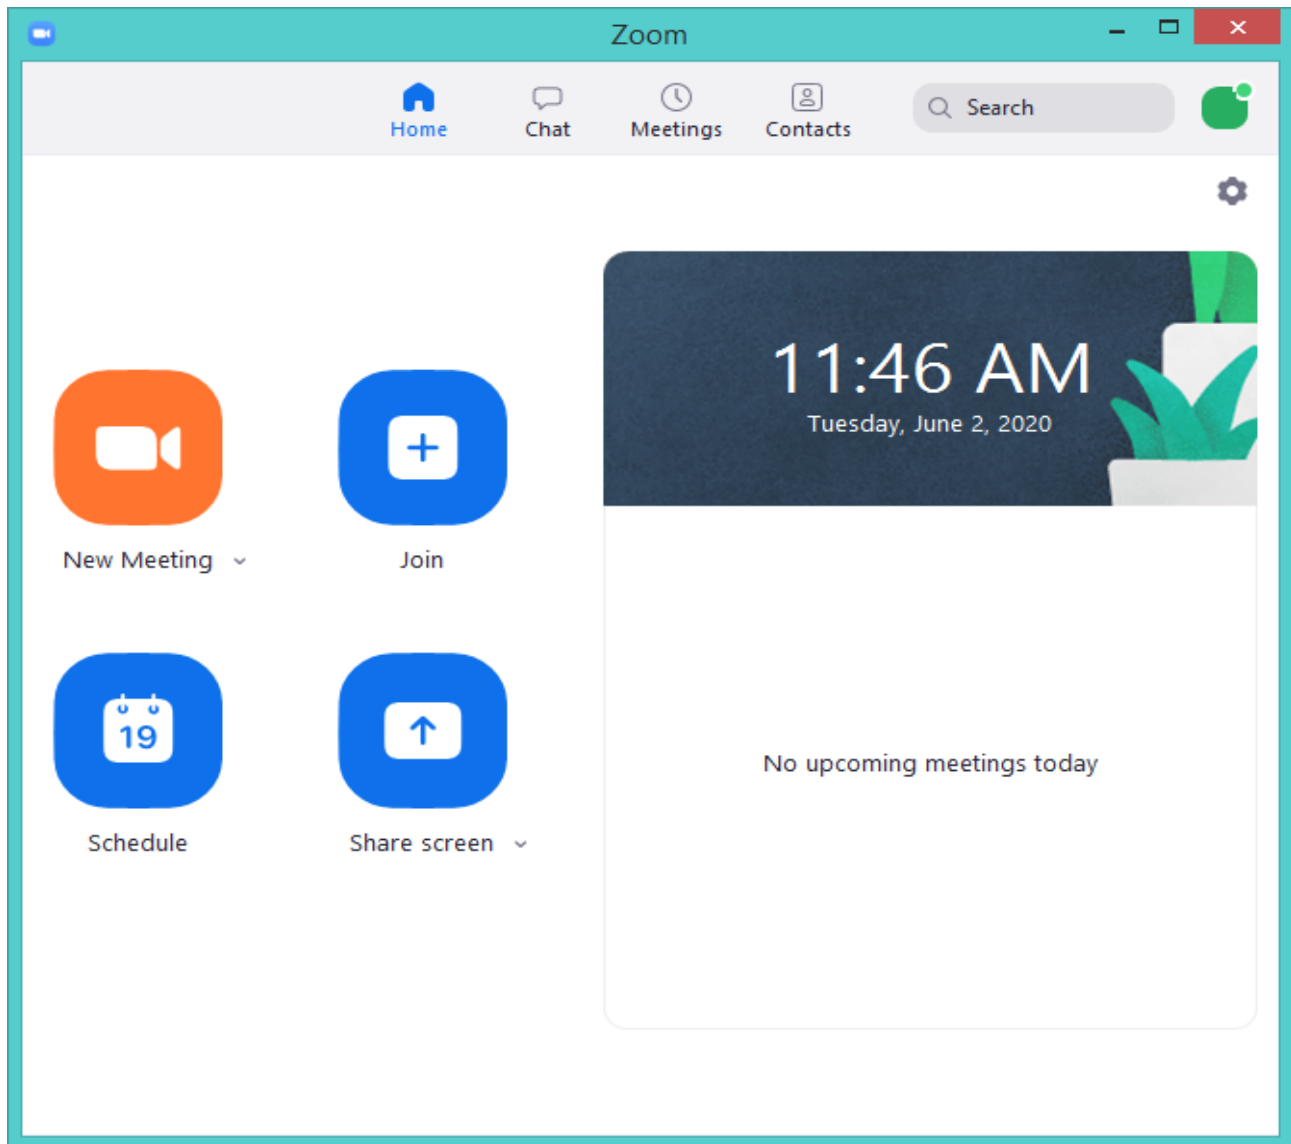 Zoom
Home Chat Meetings Contacts Search
11:46 AM
Tuesday, June 2, 2020
New Meeting Join
19
Schedule Share screen
No upcoming meetings today